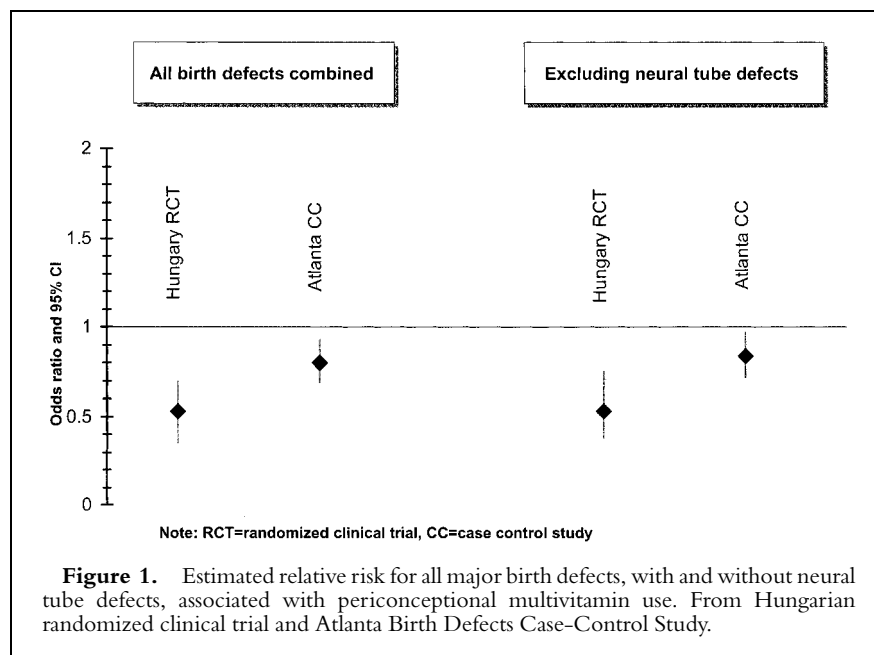 All birth defects combined
Excluding neural tube defects
2
1.5
1
0.5
0
Odds ratio and 95% CI
Hungary RCT
Atlanta CC
Hungary RCT
Atlanta CC
Note: RCT=randomized clinical trial, CC=case control study
Figure 1. Estimated relative risk for all major birth defects, with and without neural
tube defects, associated with periconceptional multivitamin use. From Hungarian
randomized clinical trial and Atlanta Birth Defects Case-Control Study.